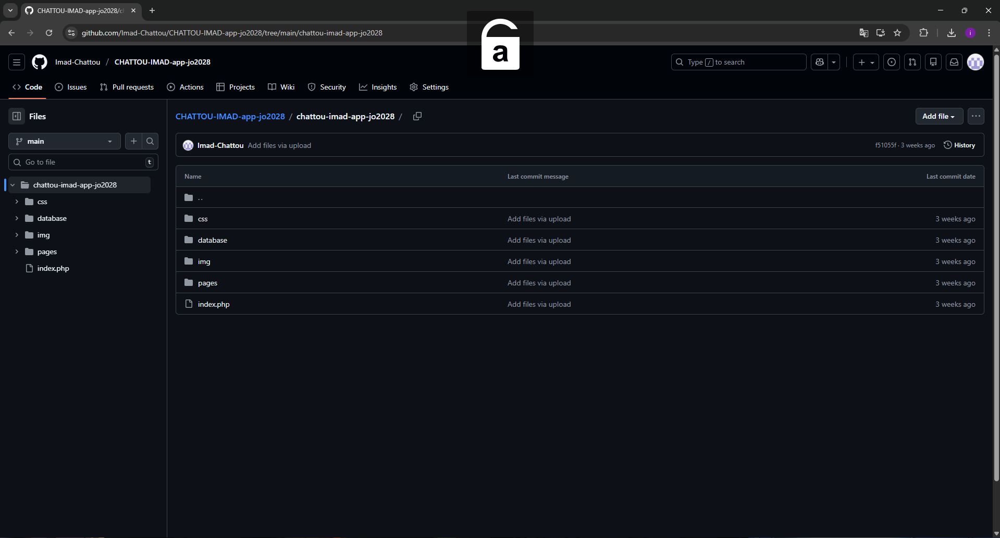 CHATTOU-IMAD-app-jo2028/c
github.com/Imad-Chattou/CHATTOU-IMAD-app-jo2028/tree/main/chattou-imad-app-jo2028
i
a
Imad-Chattou / CHATTOU-IMAD-app-jo2028
Type / to search
Code Issues Pull requests Actions Projects Wiki Security Insights Settings
Files
CHATTOU-IMAD-app-jo2028 / chattou-imad-app-jo2028 /
Add file
main
Imad-Chattou Add files via upload
f51055f · 3 weeks ago History
Go to file t
Name Last commit message Last commit date
chattou-imad-app-jo2028
css
database
img
pages
index.php
..
css Add files via upload 3 weeks ago
database Add files via upload 3 weeks ago
img Add files via upload 3 weeks ago
pages Add files via upload 3 weeks ago
index.php Add files via upload 3 weeks ago